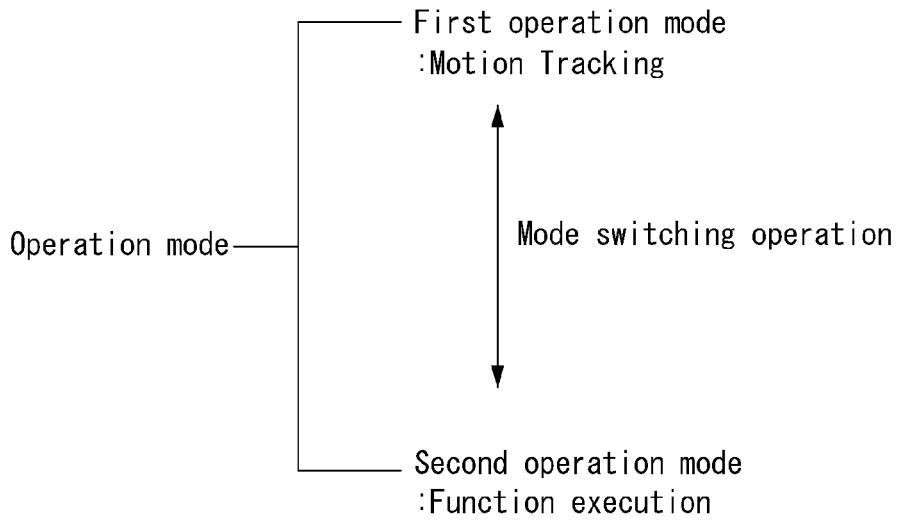 First operation mode
:Motion Tracking
Operation mode
Mode switching operation
Second operation mode
:Function execution